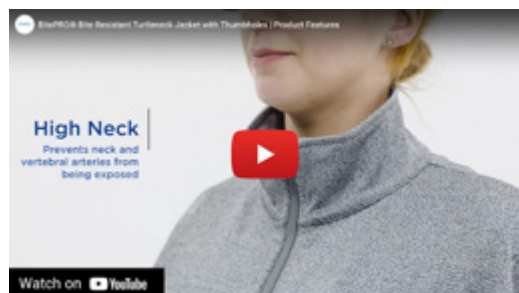 BitePRO® Bite Resistant Turtleneck Jacket with Thumbholes | Product Features
High Neck
Prevents neck and
vertebral arteries from
being exposed
Watch on YouTube